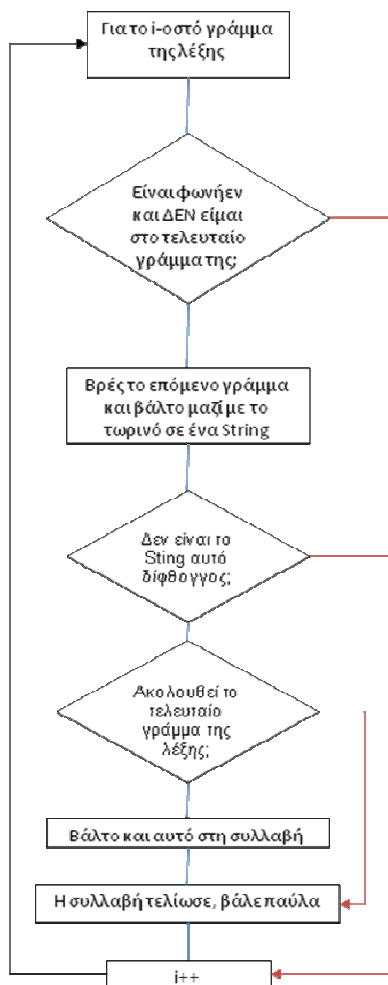 Για το i-οστό γράμμα
της λέξης
Είναι φωνήεν
και ΔΕΝ είμαι
στο τελευταίο
γράμμα της;
Βρές το επόμενο γράμμα
και βάλτο μαζί με το
τωρινό σε ένα String
Δεν είναι το
Sting αυτό
δίφθογγος;
Ακολουθεί το
τελευταίο
γράμμα της
λέξης;
Βάλτο και αυτό στη συλλαβή
Η συλλαβή τελίωσε, βάλε παύλα
i++